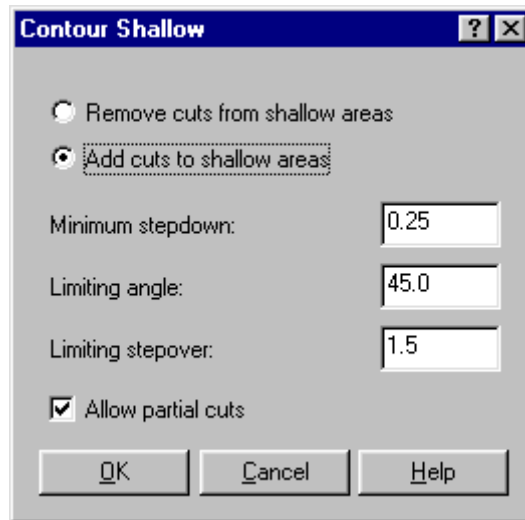 Contour Shallow ? ×
Remove cuts from shallow areas
Add cuts to shallow areas
Minimum stepdown: 0.25
Limiting angle: 45.0
Limiting stepover: 1.5
Allow partial cuts
OK Cancel Help